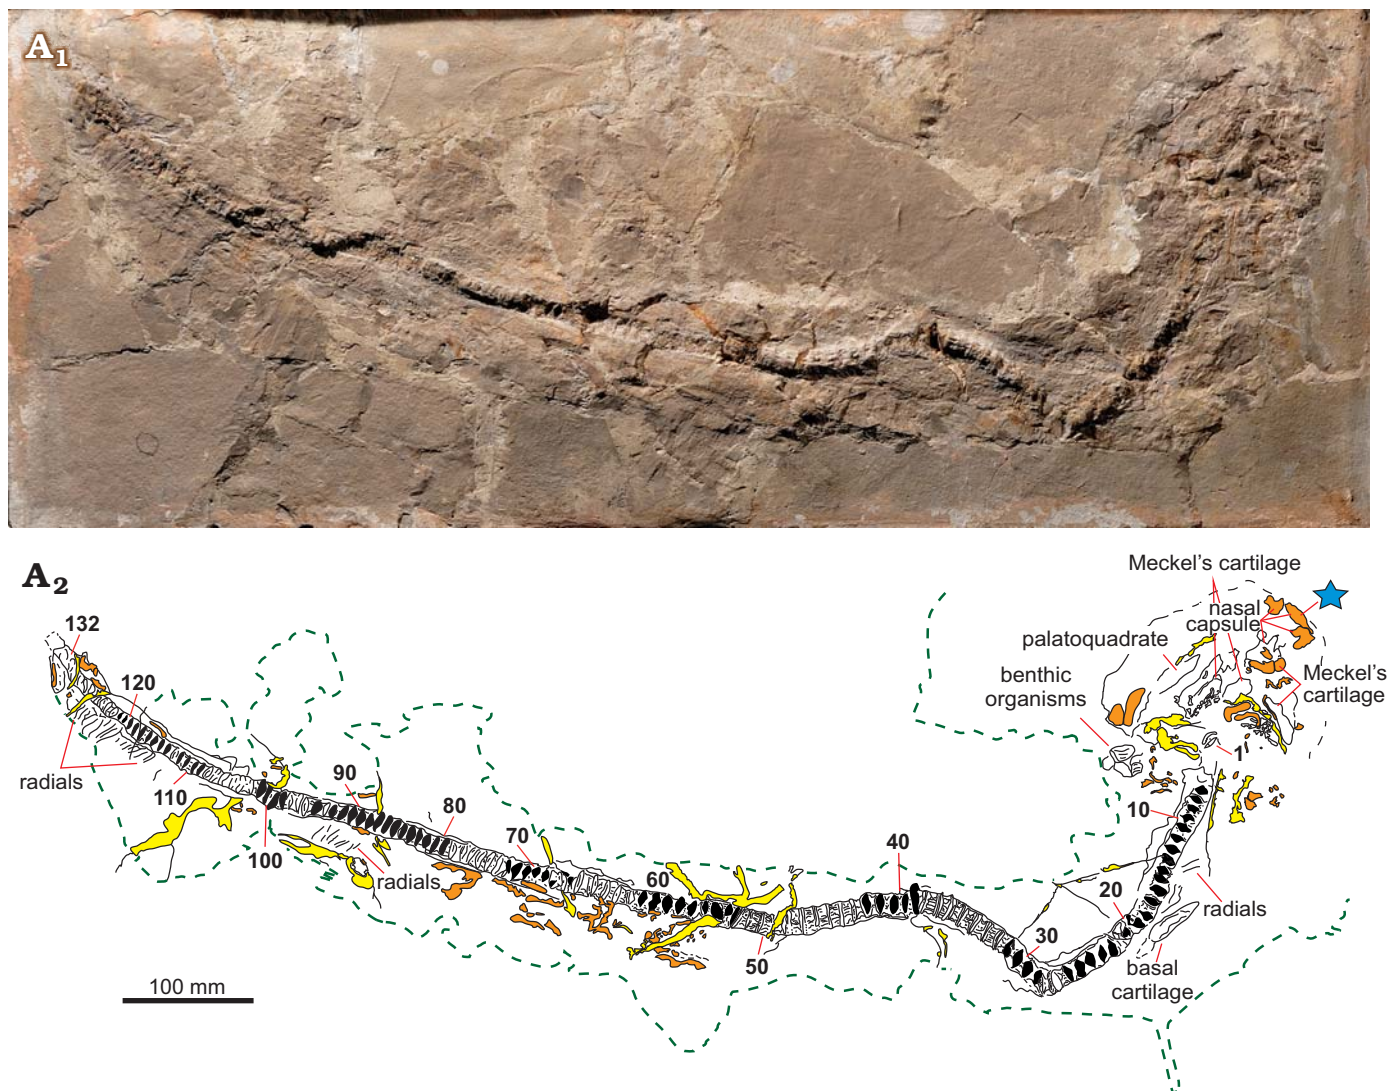 A1
A2
Meckel's cartilage
nasal
capsule
palatoquadrate
benthic
organisms
Meckel's
cartilage
132
120
radials
110
100
90
radials
80
70
60
50
40
30
20
10
1
radials
basal
cartilage
100 mm